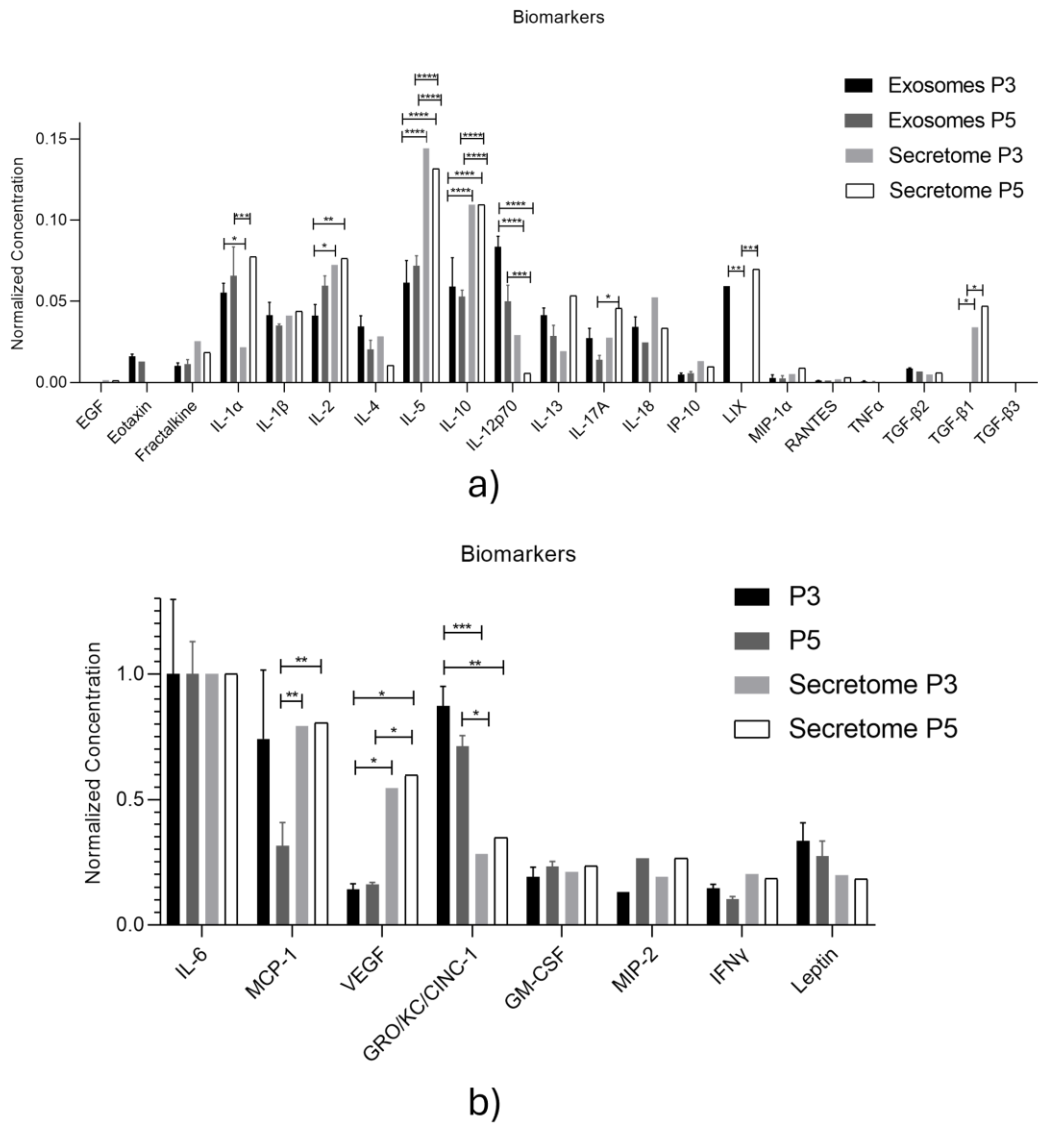 Biomarkers
Exosomes P3
Exosomes P5
Secretome P3
Secretome P5
Normalized Concentration
0.15
0.10
0.05
0.00
****
****
****
****
***
*
**
*
****
****
****
****
****
****
***
*
**
***
*
*
EGF
Eotaxin
Fractalkine
IL-1α
IL-1β
IL-2
IL-4
IL-5
IL-10
IL-12p70
IL-13
IL-17A
IL-18
IP-10
LIX
MIP-1α
RANTES
TNFα
TGF-β2
TGF-β1
TGF-β3
a)
Biomarkers
P3
P5
Secretome P3
Secretome P5
Normalized Concentration
1.0
0.5
0.0
**
**
*
*
*
***
**
*
IL-6
MCP-1
VEGF
GRO/KC/CINC-1
GM-CSF
MIP-2
IFNγ
Leptin
b)